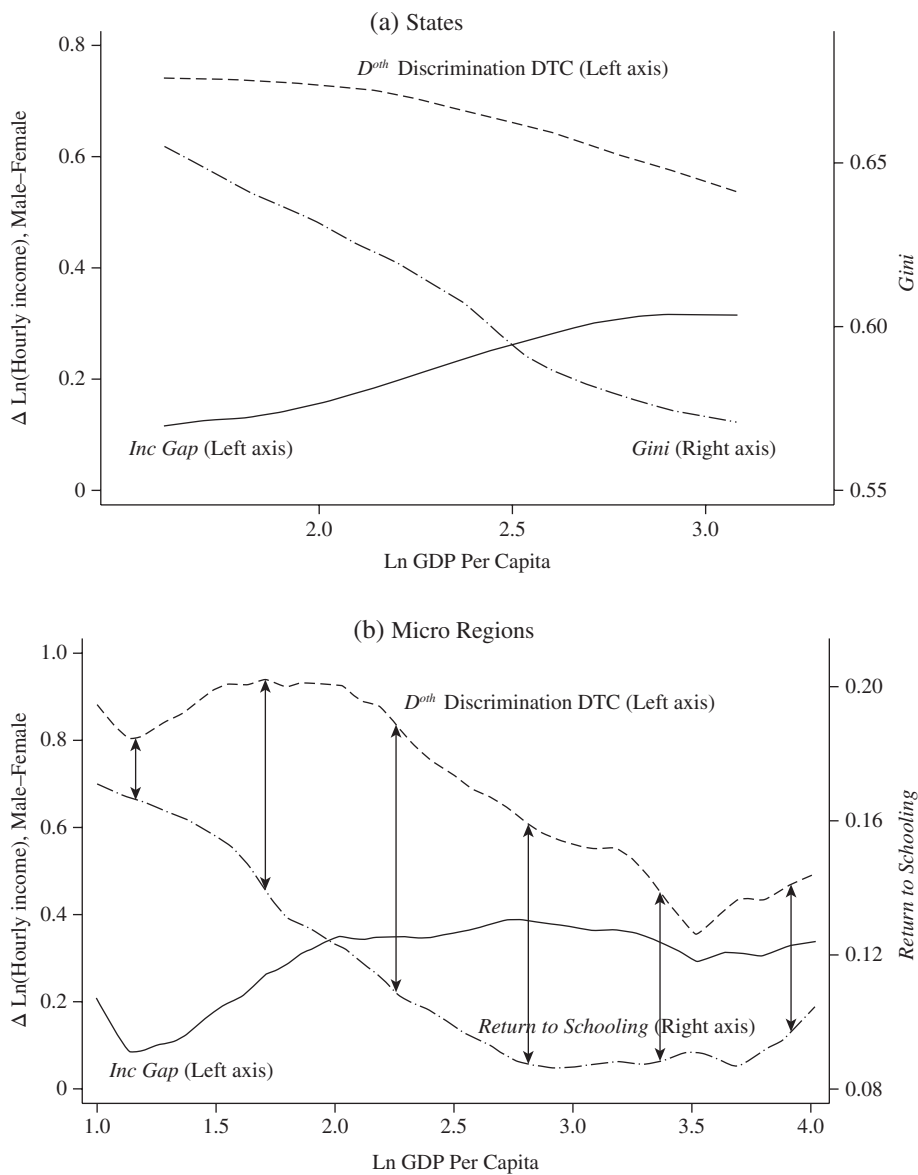 (a) States
0.8
0.6
0.4
0.2
0
Δ Ln(Hourly income), Male–Female
D^oth Discrimination DTC (Left axis)
Inc Gap (Left axis)
Gini (Right axis)
0.65
0.60
0.55
Gini
2.0 2.5 3.0
Ln GDP Per Capita
(b) Micro Regions
1.0
0.8
0.6
0.4
0.2
0
Δ Ln(Hourly income), Male–Female
D^oth Discrimination DTC (Left axis)
Return to Schooling (Right axis)
Inc Gap (Left axis)
0.20
0.16
0.12
0.08
Return to Schooling
1.0 1.5 2.0 2.5 3.0 3.5 4.0
Ln GDP Per Capita